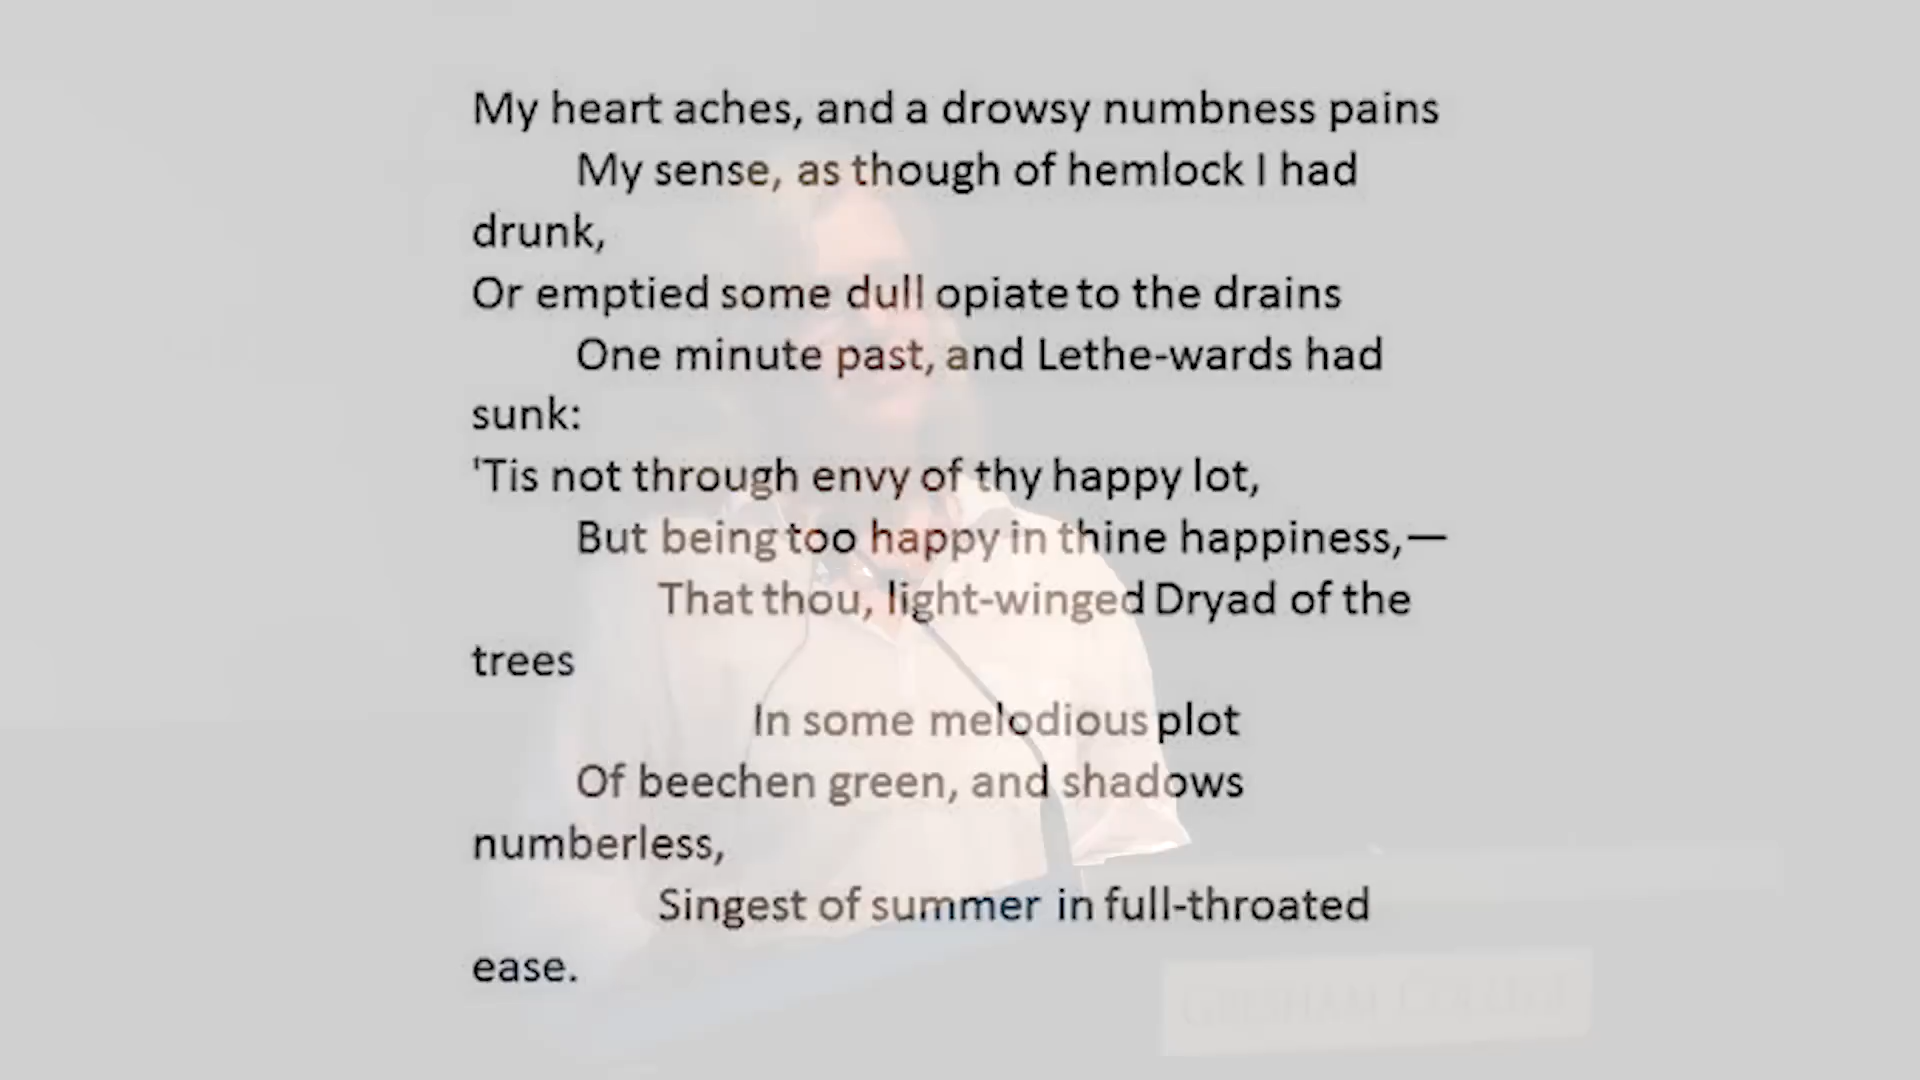 My heart aches, and a drowsy numbness pains
My sense, as though of hemlock I had
drunk,
Or emptied some dull opiate to the drains
One minute past, and Lethe-wards had
sunk:
'Tis not through envy of thy happy lot,
But being too happy in thine happiness,—
That thou, light-winged Dryad of the
trees
In some melodious plot
Of beechen green, and shadows
numberless,
Singest of summer in full-throated
ease.
GRESHAM COLLEGE